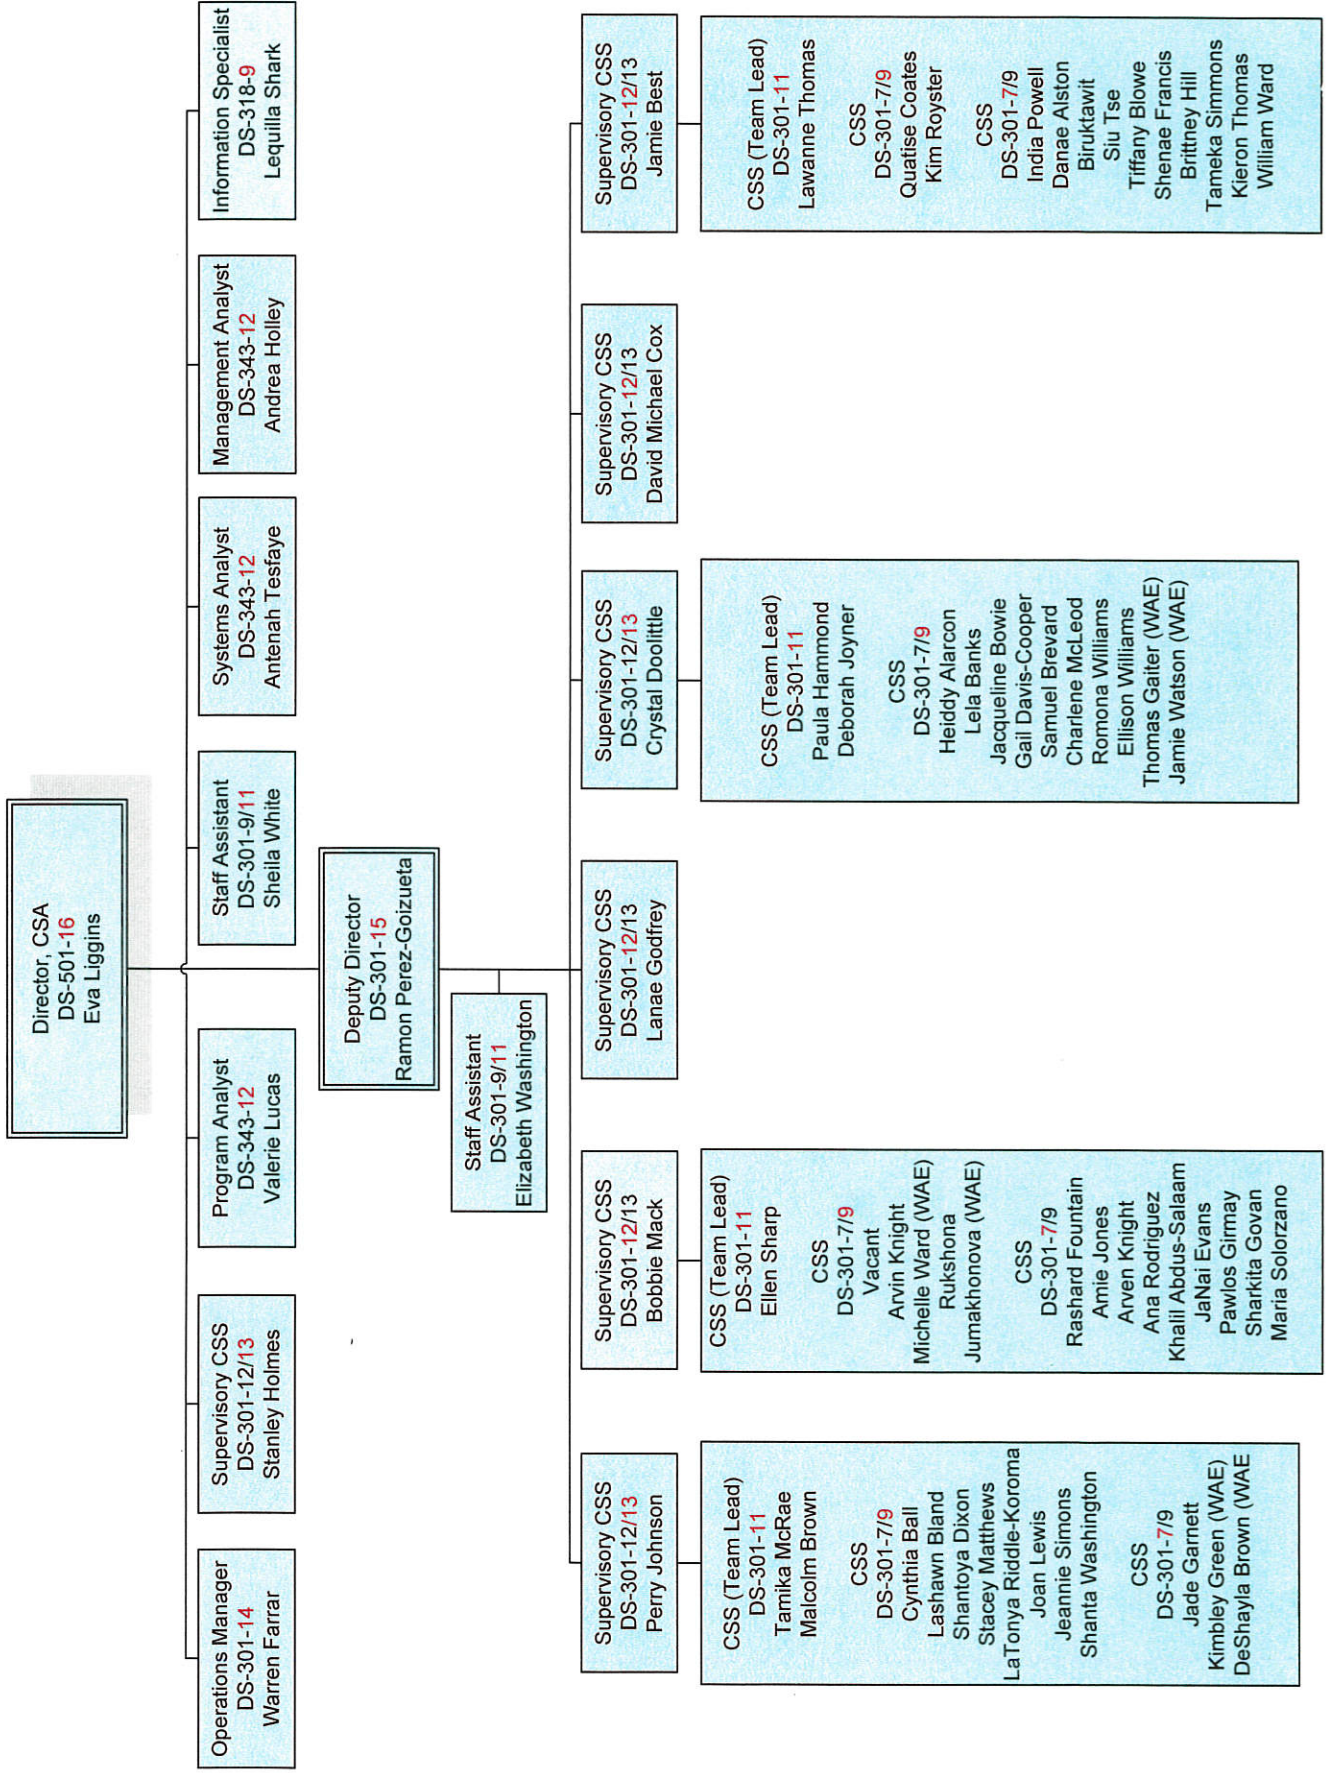 Director, CSA
DS-501-16
Eva Liggins
Operations Manager
DS-301-14
Warren Farrar
Supervisory CSS
DS-301-12/13
Stanley Holmes
Program Analyst
DS-343-12
Valerie Lucas
Staff Assistant
DS-301-9/11
Sheila White
Systems Analyst
DS-343-12
Antenah Tesfaye
Management Analyst
DS-343-12
Andrea Holley
Information Specialist
DS-318-9
Lequilla Shark
Deputy Director
DS-301-15
Ramon Perez-Goizueta
Staff Assistant
DS-301-9/11
Elizabeth Washington
Supervisory CSS
DS-301-12/13
Perry Johnson
CSS (Team Lead)
DS-301-11
Tamika McRae
Malcolm Brown
CSS
DS-301-7/9
Cynthia Ball
Lashawn Bland
Shantoya Dixon
Stacey Matthews
LaTonya Riddle-Koroma
Joan Lewis
Jeannie Simons
Shanta Washington
CSS
DS-301-7/9
Jade Garnett
Kimbley Green (WAE)
DeShayla Brown (WAE
Supervisory CSS
DS-301-12/13
Bobbie Mack
CSS (Team Lead)
DS-301-11
Ellen Sharp
CSS
DS-301-7/9
Vacant
Arvin Knight
Michelle Ward (WAE)
Rukshona
Jumakhonova (WAE)
CSS
DS-301-7/9
Rashard Fountain
Amie Jones
Arven Knight
Ana Rodriguez
Khalil Abdus-Salaam
JaNai Evans
Pawlos Girmay
Sharkita Govan
Maria Solorzano
Supervisory CSS
DS-301-12/13
Lanae Godfrey
Supervisory CSS
DS-301-12/13
Crystal Doolittle
CSS (Team Lead)
DS-301-11
Paula Hammond
Deborah Joyner
CSS
DS-301-7/9
Heiddy Alarcon
Lela Banks
Jacqueline Bowie
Gail Davis-Cooper
Samuel Brevard
Charlene McLeod
Romona Williams
Ellison Williams
Thomas Gaiter (WAE)
Jamie Watson (WAE)
Supervisory CSS
DS-301-12/13
David Michael Cox
Supervisory CSS
DS-301-12/13
Jamie Best
CSS (Team Lead)
DS-301-11
Lawanne Thomas
CSS
DS-301-7/9
Quatise Coates
Kim Royster
CSS
DS-301-7/9
India Powell
Danae Alston
Biruktawit
Siu Tse
Tiffany Blowe
Shenae Francis
Brittney Hill
Tameka Simmons
Kieron Thomas
William Ward